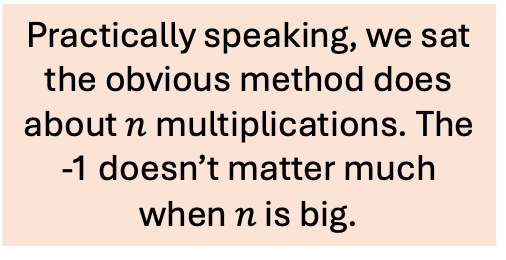 Practically speaking, we sat
the obvious method does
about n multiplications. The
-1 doesn’t matter much
when n is big.